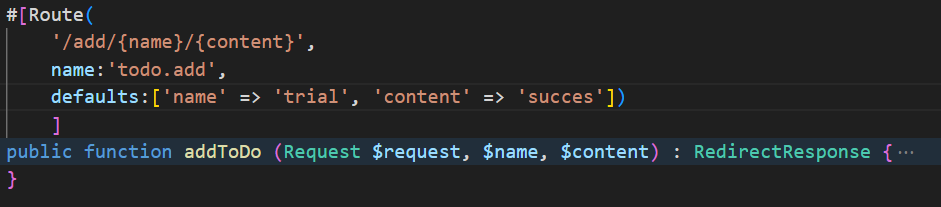 #[Route(
    '/add/{name}/{content}',
    name:'todo.add',
    defaults:['name' => 'trial', 'content' => 'succes'])
    ]
public function addToDo (Request $request, $name, $content) : RedirectResponse {⋯
}